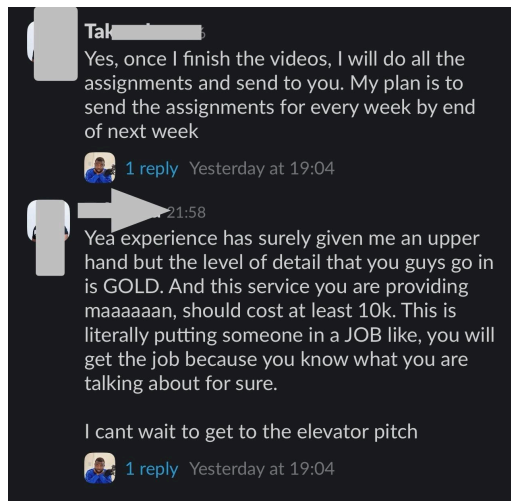 Tak
Yes, once I finish the videos, I will do all the
assignments and send to you. My plan is to
send the assignments for every week by end
of next week
1 reply Yesterday at 19:04
21:58
Yea experience has surely given me an upper
hand but the level of detail that you guys go in
is GOLD. And this service you are providing
maaaaaan, should cost at least 10k. This is
literally putting someone in a JOB like, you will
get the job because you know what you are
talking about for sure.
I cant wait to get to the elevator pitch
1 reply Yesterday at 19:04